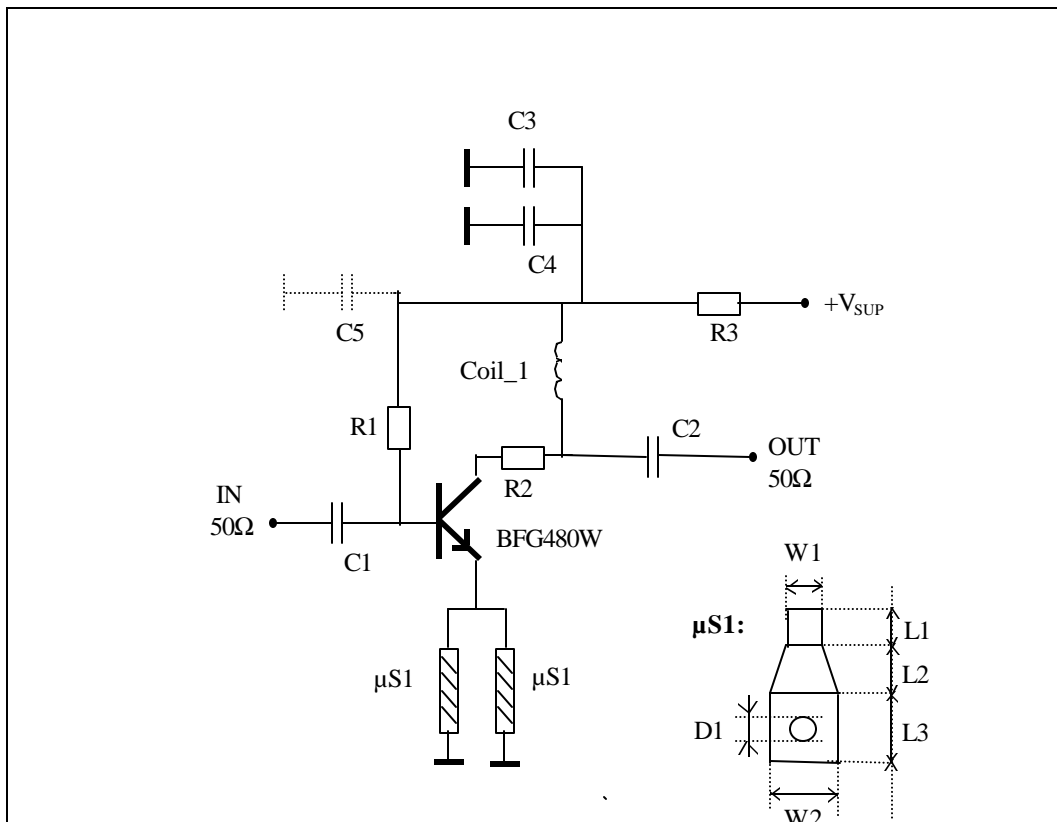 C3
C4
C5
+VSUP
R3
Coil_1
R1
C2
OUT
50Ω
R2
IN
50Ω
C1
BFG480W
W1
µS1:
L1
µS1
µS1
L2
D1
L3
W2